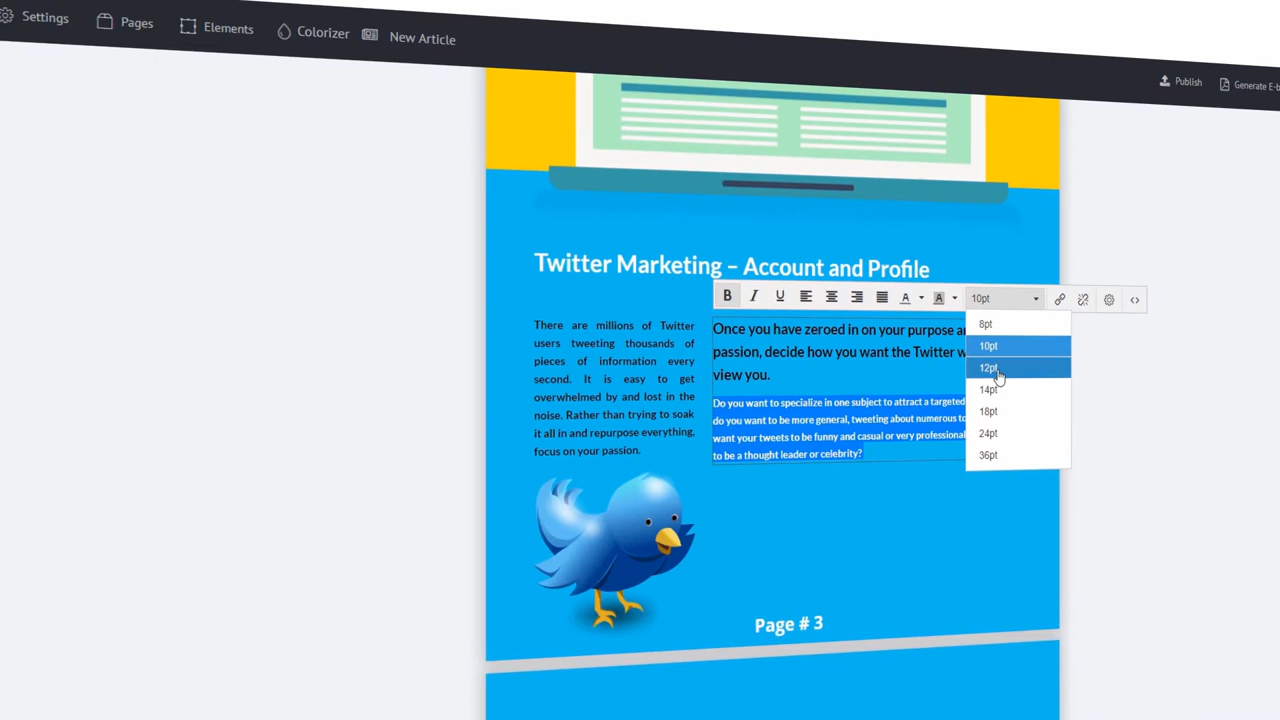 Settings
Pages
Elements
Colorizer
New Article
Publish
Generate
Twitter Marketing – Account and Profile
B I U A A 10pt
8pt
10pt
12pt
14pt
18pt
24pt
36pt
There are millions of Twitter
users tweeting thousands of
pieces of information every
second. It is easy to get
overwhelmed by and lost in the
noise. Rather than trying to soak
it all in and repurpose everything,
focus on your passion.
Once you have zeroed in on your purpose
passion, decide how you want the Twitter
view you.
Do you want to specialize in one subject to attract a targeted
do you want to be more general, tweeting about numerous
want your tweets to be funny and casual or very professional
to be a thought leader or celebrity?
Page # 3